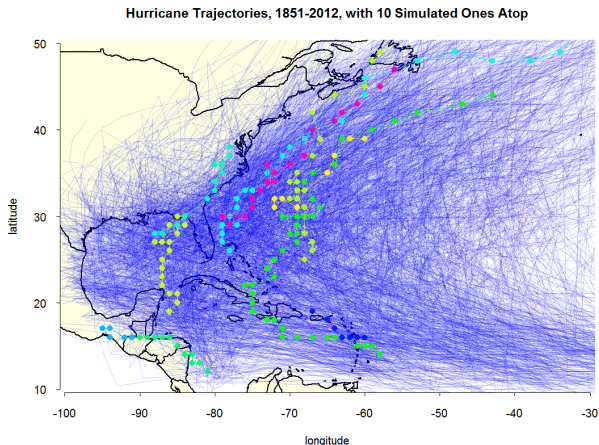 Hurricane Trajectories, 1851-2012, with 10 Simulated Ones Atop
50
40
30
20
10
latitude
-100 -90 -80 -70 -60 -50 -40 -30
longitude